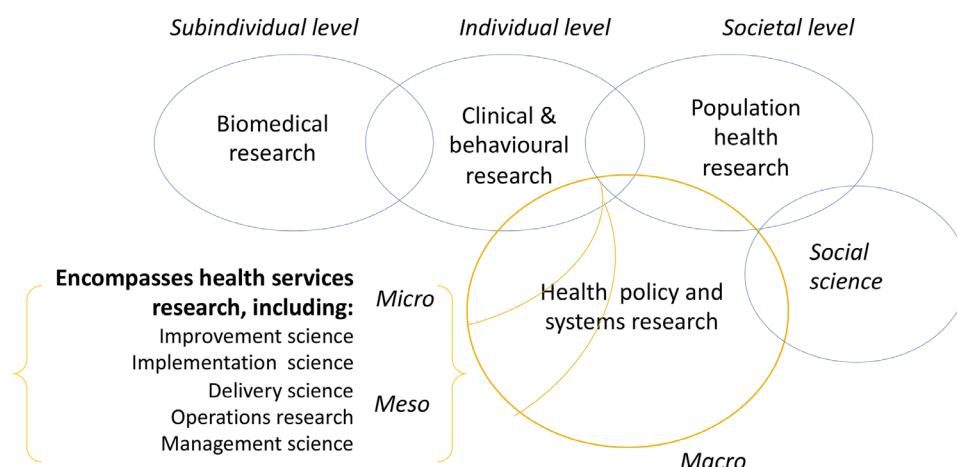 Subindividual level
Individual level
Societal level
Biomedical
research
Clinical &
behavioural
research
Population
health
research
Social
science
Health policy and
systems research
Encompasses health services
research, including:
Improvement science
Implementation science
Delivery science
Operations research
Management science
Micro
Meso
Macro